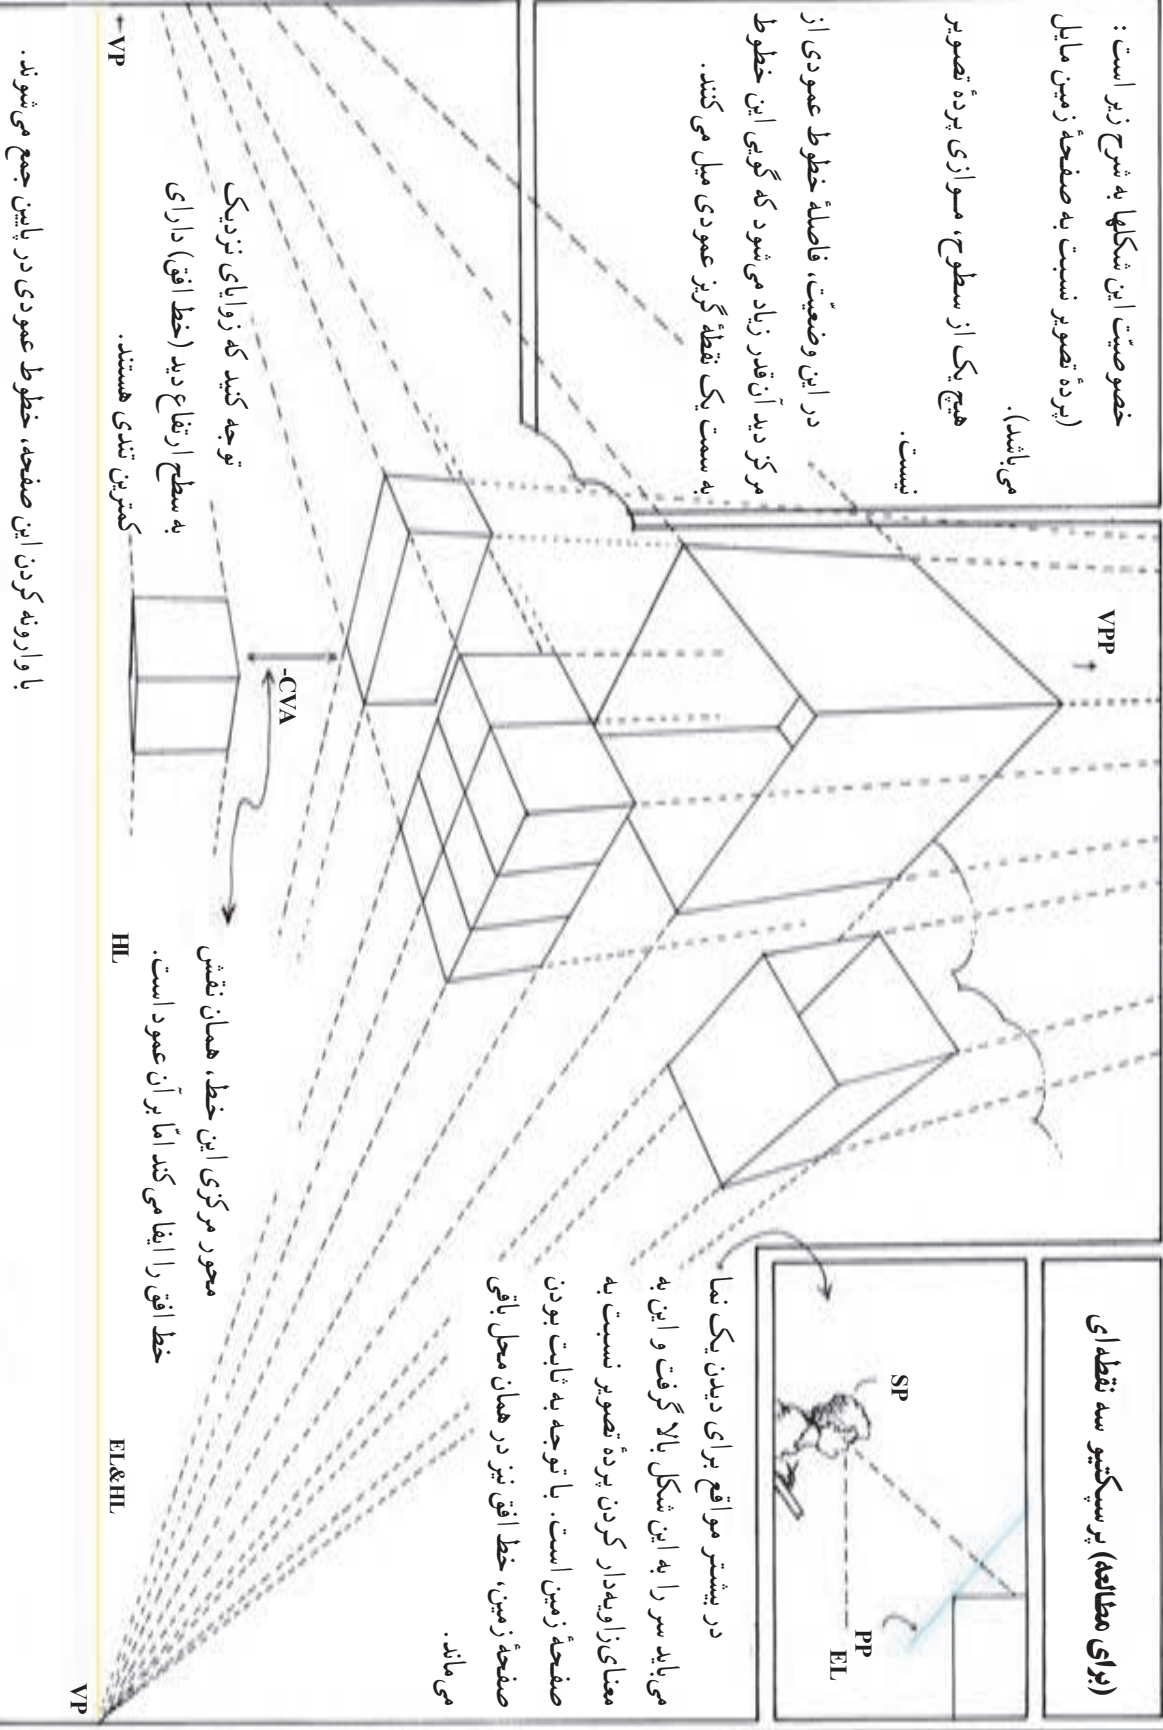 (برای مطالعه) پرسپکتیو سه نقطه‌ای
SP
PP
EL
خصوصیّت این شکلها به شرح زیر است :
(پردهٔ تصویر نسبت به صفحهٔ زمین مایل
می‌باشد).
هیچ یک از سطوح، موازی پردهٔ تصویر
نیست.
در این وضعیّت، فاصلهٔ خطوط عمودی از
مرکز دید آن‌قدر زیاد می‌شود که گویی این خطوط
به سمت یک نقطهٔ گریز عمودی میل می‌کنند.
VPP
در بیشتر مواقع برای دیدن یک نما
می‌باید سر را به این شکل بالا گرفت و این به
معنای زاویه‌دار کردن پردهٔ تصویر نسبت به
صفحهٔ زمین است. با توجه به ثابت بودن
صفحهٔ زمین، خط افق نیز در همان محل باقی
می‌ماند.
توجه کنید که زوایای نزدیک
به سطح ارتفاع دید (خط افق) دارای
کمترین تندی هستند.
-CVA
محور مرکزی این خط، همان نقش
خط افق را ایفا می‌کند امّا بر آن عمود است.
←VP
HL
EL&HL
VP
با وارونه کردن این صفحه، خطوط عمودی در پایین جمع می‌شوند.